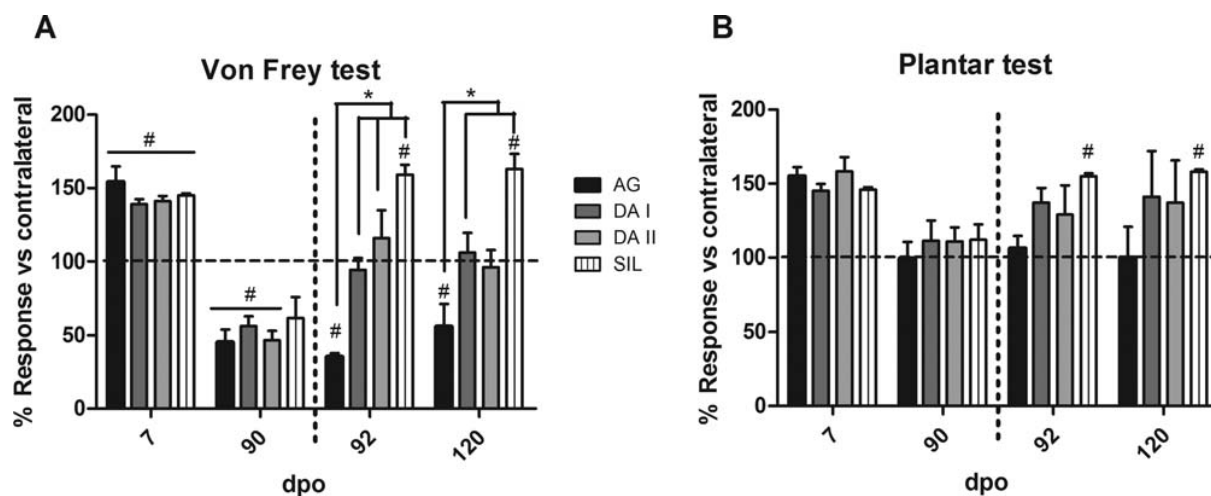 A
Von Frey test
% Response vs contralateral
200
150
100
50
0
#
#
*
#
#
*
#
#
7
90
92
120
dpo
AG
DA I
DA II
SIL
B
Plantar test
% Response vs contralateral
200
150
100
50
0
#
#
7
90
92
120
dpo